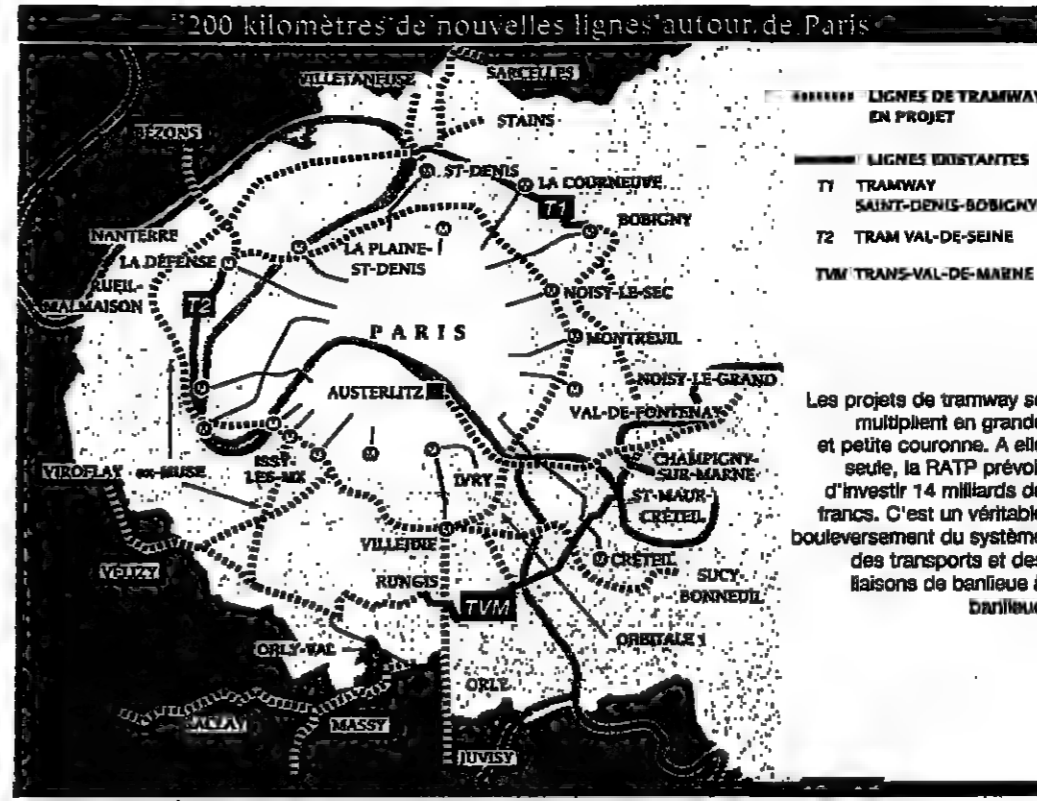 200 kilomètres de nouvelles lignes autour de Paris
VILLETANEUSE
SARCELLES
STAINS
BEZONS
ST-DENIS
LA COURNEUVE
T1
BOBIGNY
NANTERRE
LA DÉFENSE
LA PLAINE-
ST-DENIS
RUEIL-
MALMAISON
T2
NOISY-LE-SEC
PARIS
MONTREUIL
AUSTERLITZ
NOISY-LE-GRAND
VAL-DE-FONTENAY
VIROFLAY
ex-MUSE
ISSY-
LES-MX
IVRY
CHAMPIGNY-
SUR-MARNE
ST-MAUR-
CRÉTEIL
VILLEJUIF
VÉLIZY
RUNGIS
CRÉTEIL
SUCY-
BONNEUIL
TVM
ORLY-VAL
ORBITALE
ORLY
SACLAY
MASSY
JUVISY
LIGNES DE TRAMWAY
EN PROJET
LIGNES EXISTANTES
T1 TRAMWAY
SAINT-DENIS-BOBIGNY
T2 TRAM VAL-DE-SEINE
TVM TRANS-VAL-DE-MARNE
Les projets de tramway se
multiplient en grande
et petite couronne. A elle
seule, la RATP prévoit
d'investir 14 milliards de
francs. C'est un véritable
bouleversement du système
des transports et des
liaisons de banlieue à
banlieue